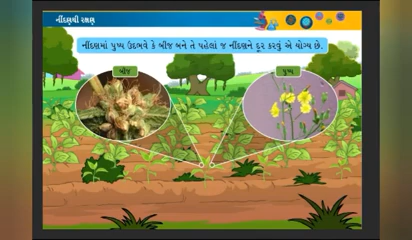 નીંદણથી રક્ષણ
નીંદણમાં પુષ્પ ઉદભવે કે બીજ બને તે પહેલાં જ નીંદણને દૂર કરવું એ યોગ્ય છે.
બીજ
પુષ્પ